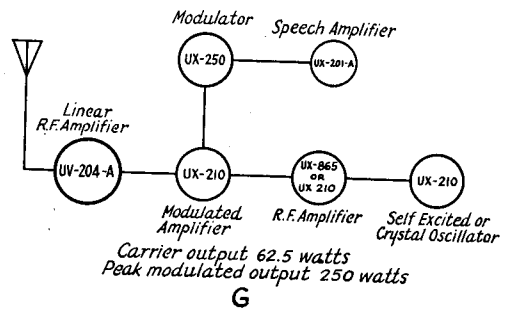 Modulator
Speech Amplifier
UX-250
UX-201-A
Linear
R.F. Amplifier
UV-204-A
UX-210
UX-865
OR
UX 210
UX-210
Modulated
Amplifier
R.F. Amplifier
Self Excited or
Crystal Oscillator
Carrier output 62.5 watts
Peak modulated output 250 watts
G